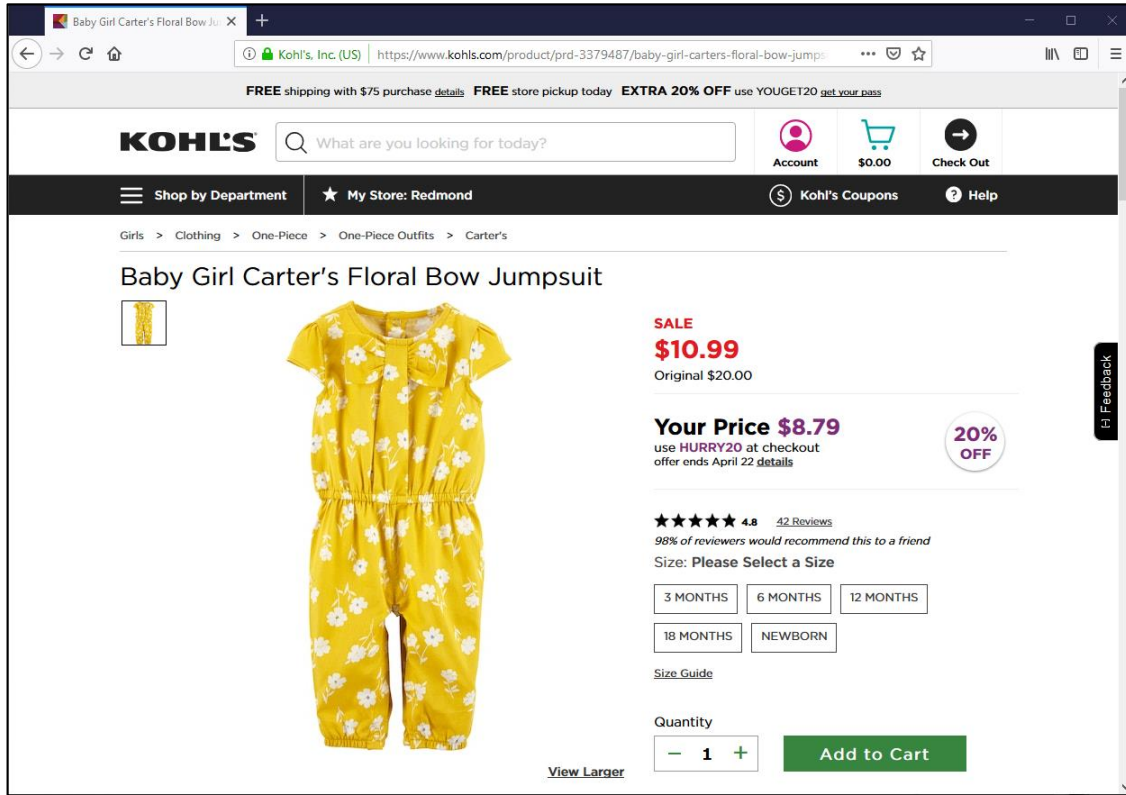 Baby Girl Carter's Floral Bow Ju
Kohl's, Inc. (US) https://www.kohls.com/product/prd-3379487/baby-girl-carters-floral-bow-jumps
FREE shipping with $75 purchase details FREE store pickup today EXTRA 20% OFF use YOUGET20 get your pass
KOHL'S What are you looking for today?
Account $0.00 Check Out
Shop by Department My Store: Redmond $ Kohl's Coupons ? Help
Girls > Clothing > One-Piece > One-Piece Outfits > Carter's
Baby Girl Carter's Floral Bow Jumpsuit
SALE
$10.99
Original $20.00
[-] Feedback
Your Price $8.79
use HURRY20 at checkout
offer ends April 22 details
20%
OFF
4.8 42 Reviews
98% of reviewers would recommend this to a friend
Size: Please Select a Size
3 MONTHS 6 MONTHS 12 MONTHS
18 MONTHS NEWBORN
Size Guide
Quantity
− 1 + Add to Cart
View Larger